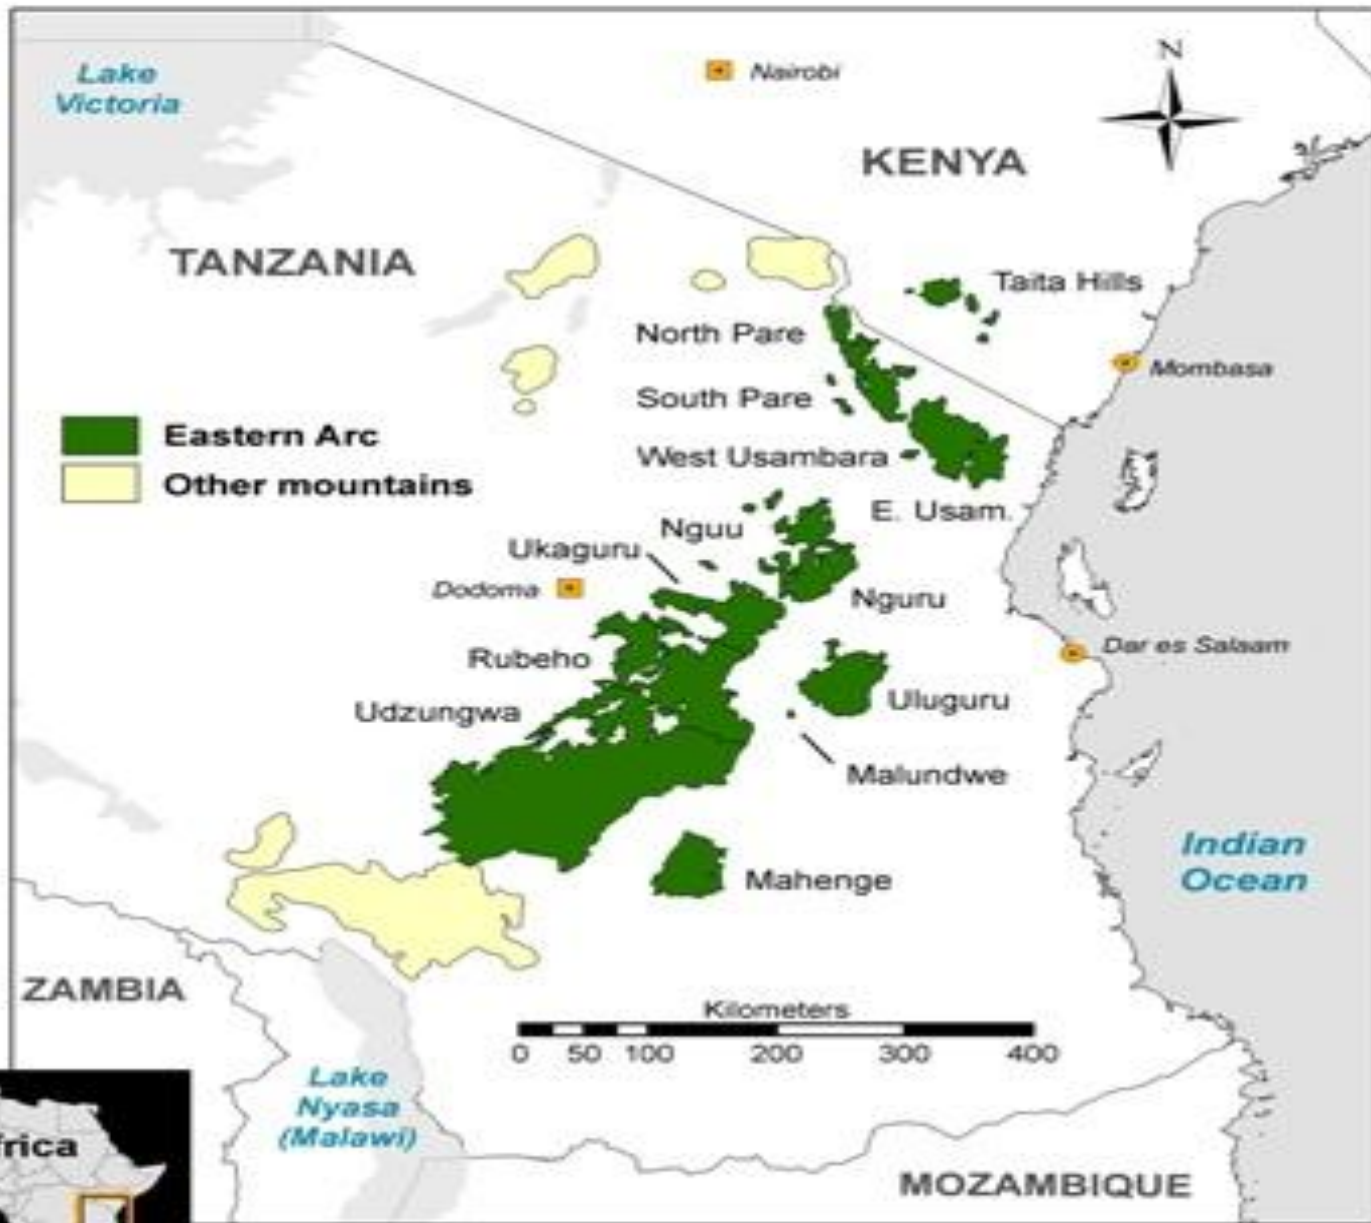 Lake
Victoria
Nairobi
N
KENYA
TANZANIA
Taita Hills
North Pare
Mombasa
South Pare
Eastern Arc
West Usambara
Other mountains
E. Usam.
Nguu
Ukaguru
Dodoma
Nguru
Dar es Salaam
Rubeho
Uluguru
Udzungwa
Malundwe
Indian
Ocean
Mahenge
ZAMBIA
Kilometers
0 50 100 200 300 400
Lake
Nyasa
(Malawi)
frica
MOZAMBIQUE